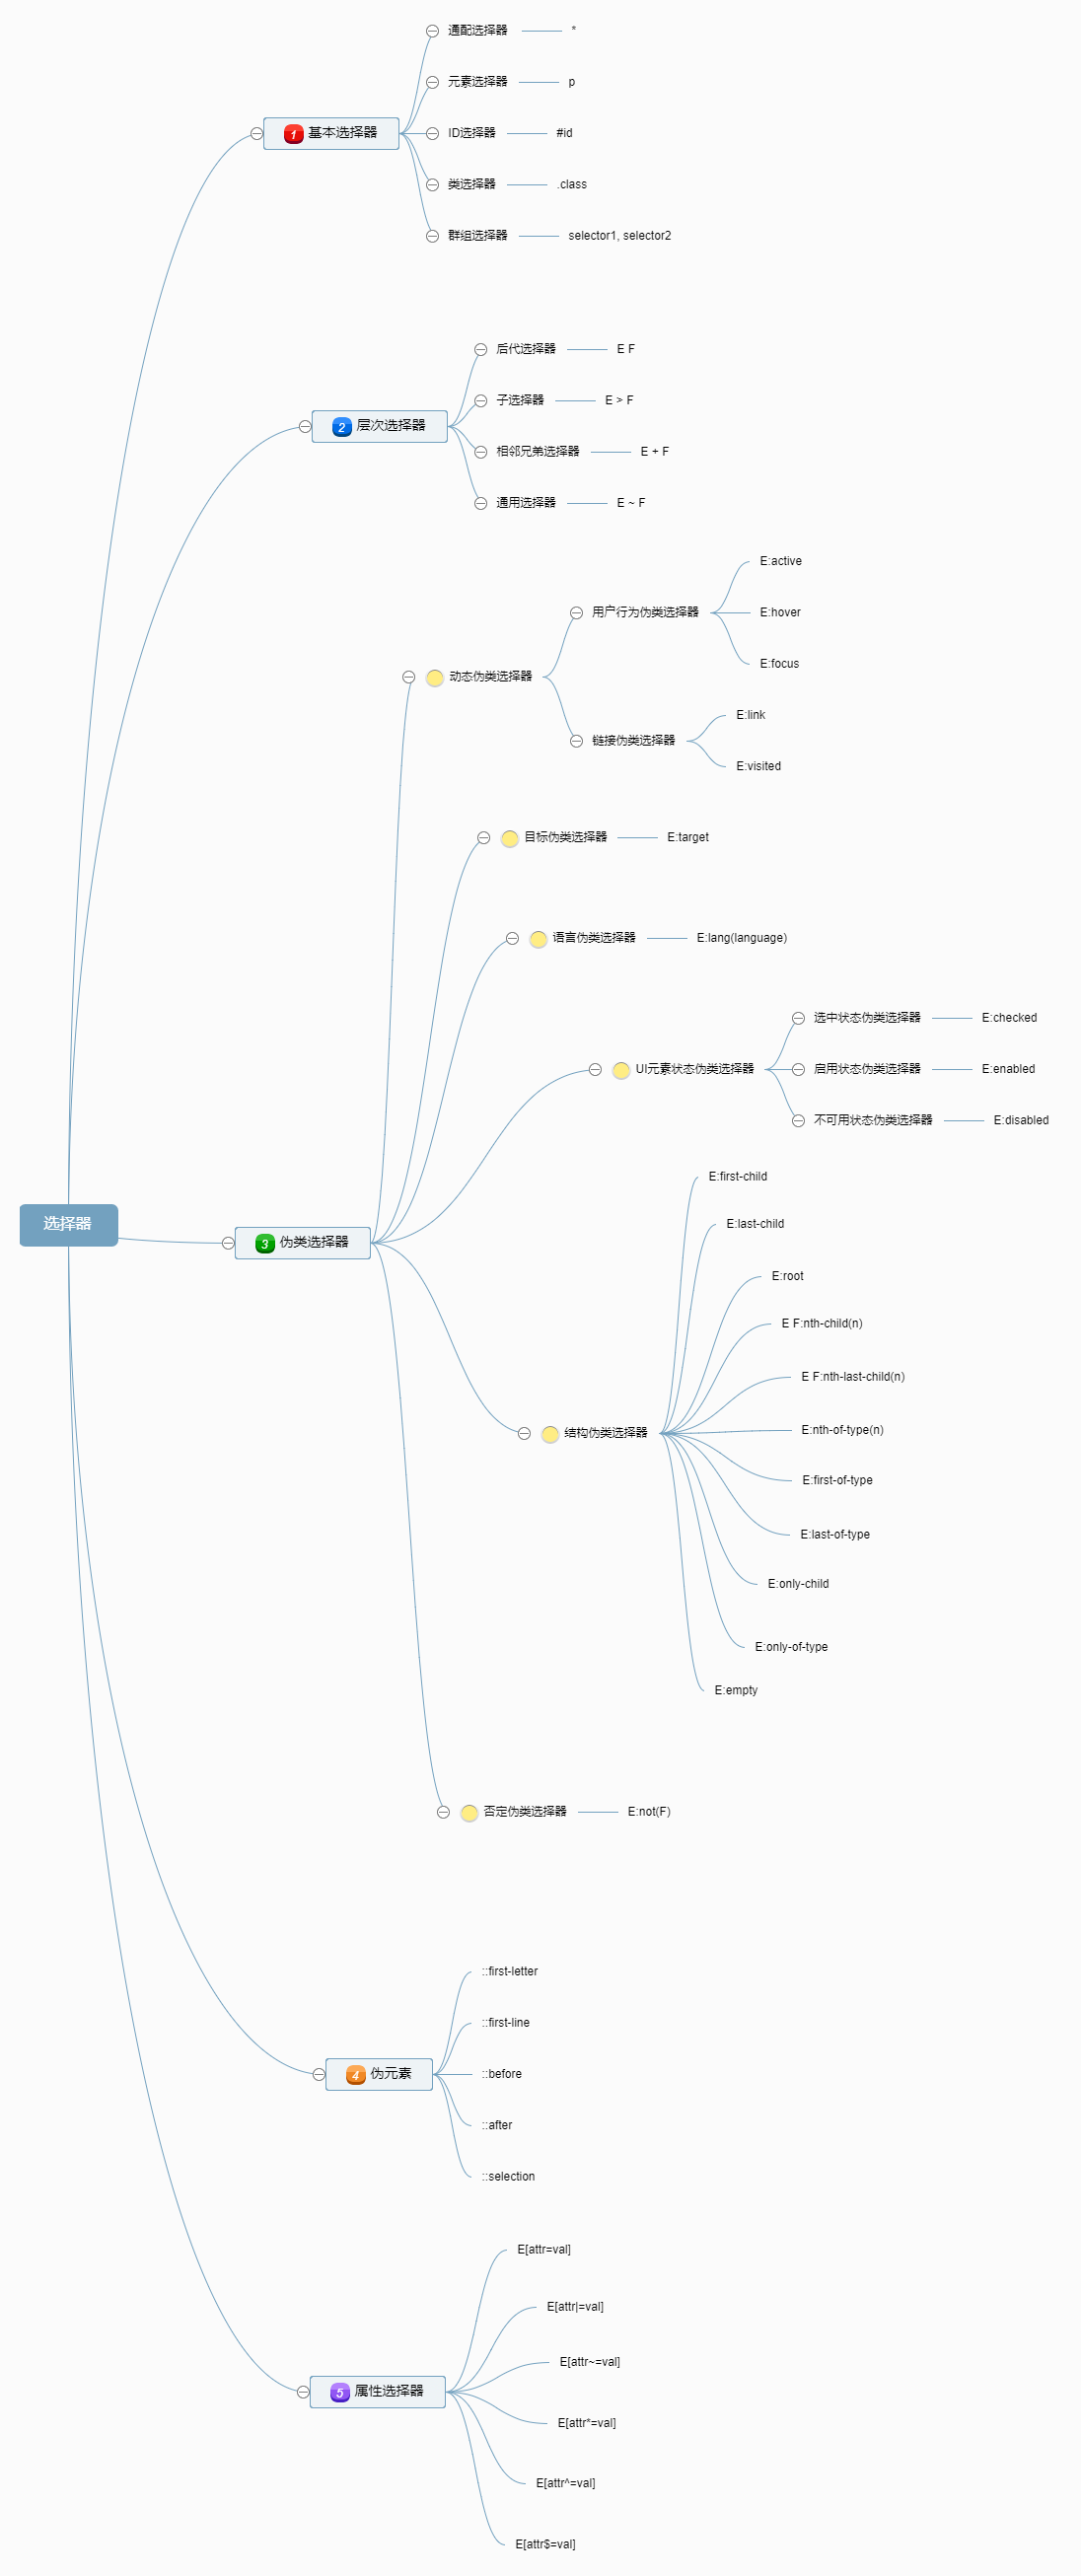 选择器
1 基本选择器
通配选择器
*
元素选择器
p
ID选择器
#id
类选择器
.class
群组选择器
selector1, selector2
2 层次选择器
后代选择器
E F
子选择器
E > F
相邻兄弟选择器
E + F
通用选择器
E ~ F
3 伪类选择器
动态伪类选择器
用户行为伪类选择器
E:active
E:hover
E:focus
链接伪类选择器
E:link
E:visited
目标伪类选择器
E:target
语言伪类选择器
E:lang(language)
UI元素状态伪类选择器
选中状态伪类选择器
E:checked
启用状态伪类选择器
E:enabled
不可用状态伪类选择器
E:disabled
结构伪类选择器
E:first-child
E:last-child
E:root
E F:nth-child(n)
E F:nth-last-child(n)
E:nth-of-type(n)
E:first-of-type
E:last-of-type
E:only-child
E:only-of-type
E:empty
否定伪类选择器
E:not(F)
4 伪元素
::first-letter
::first-line
::before
::after
::selection
5 属性选择器
E[attr=val]
E[attr|=val]
E[attr~=val]
E[attr*=val]
E[attr^=val]
E[attr$=val]